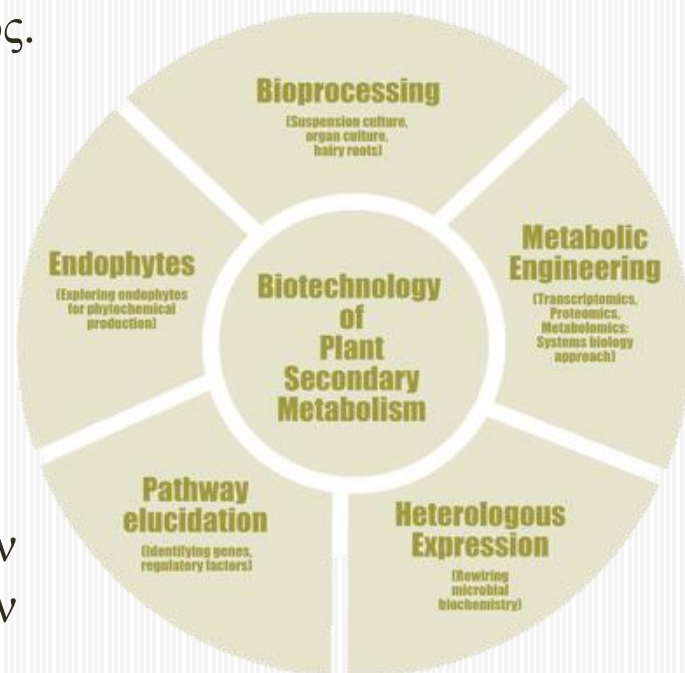 ος.
Bioprocessing
(Suspension culture,
organ culture,
hairy roots)
Endophytes
(Exploring endophytes
for phytochemical
production)
Metabolic
Engineering
(Transcriptomics,
Proteomics,
Metabolomics:
Systems biology
approach)
Biotechnology
of
Plant
Secondary
Metabolism
Pathway
elucidation
(Identifying genes,
regulatory factors)
Heterologous
Expression
(Rewiring
microbial
biochemistry)
ν
ν